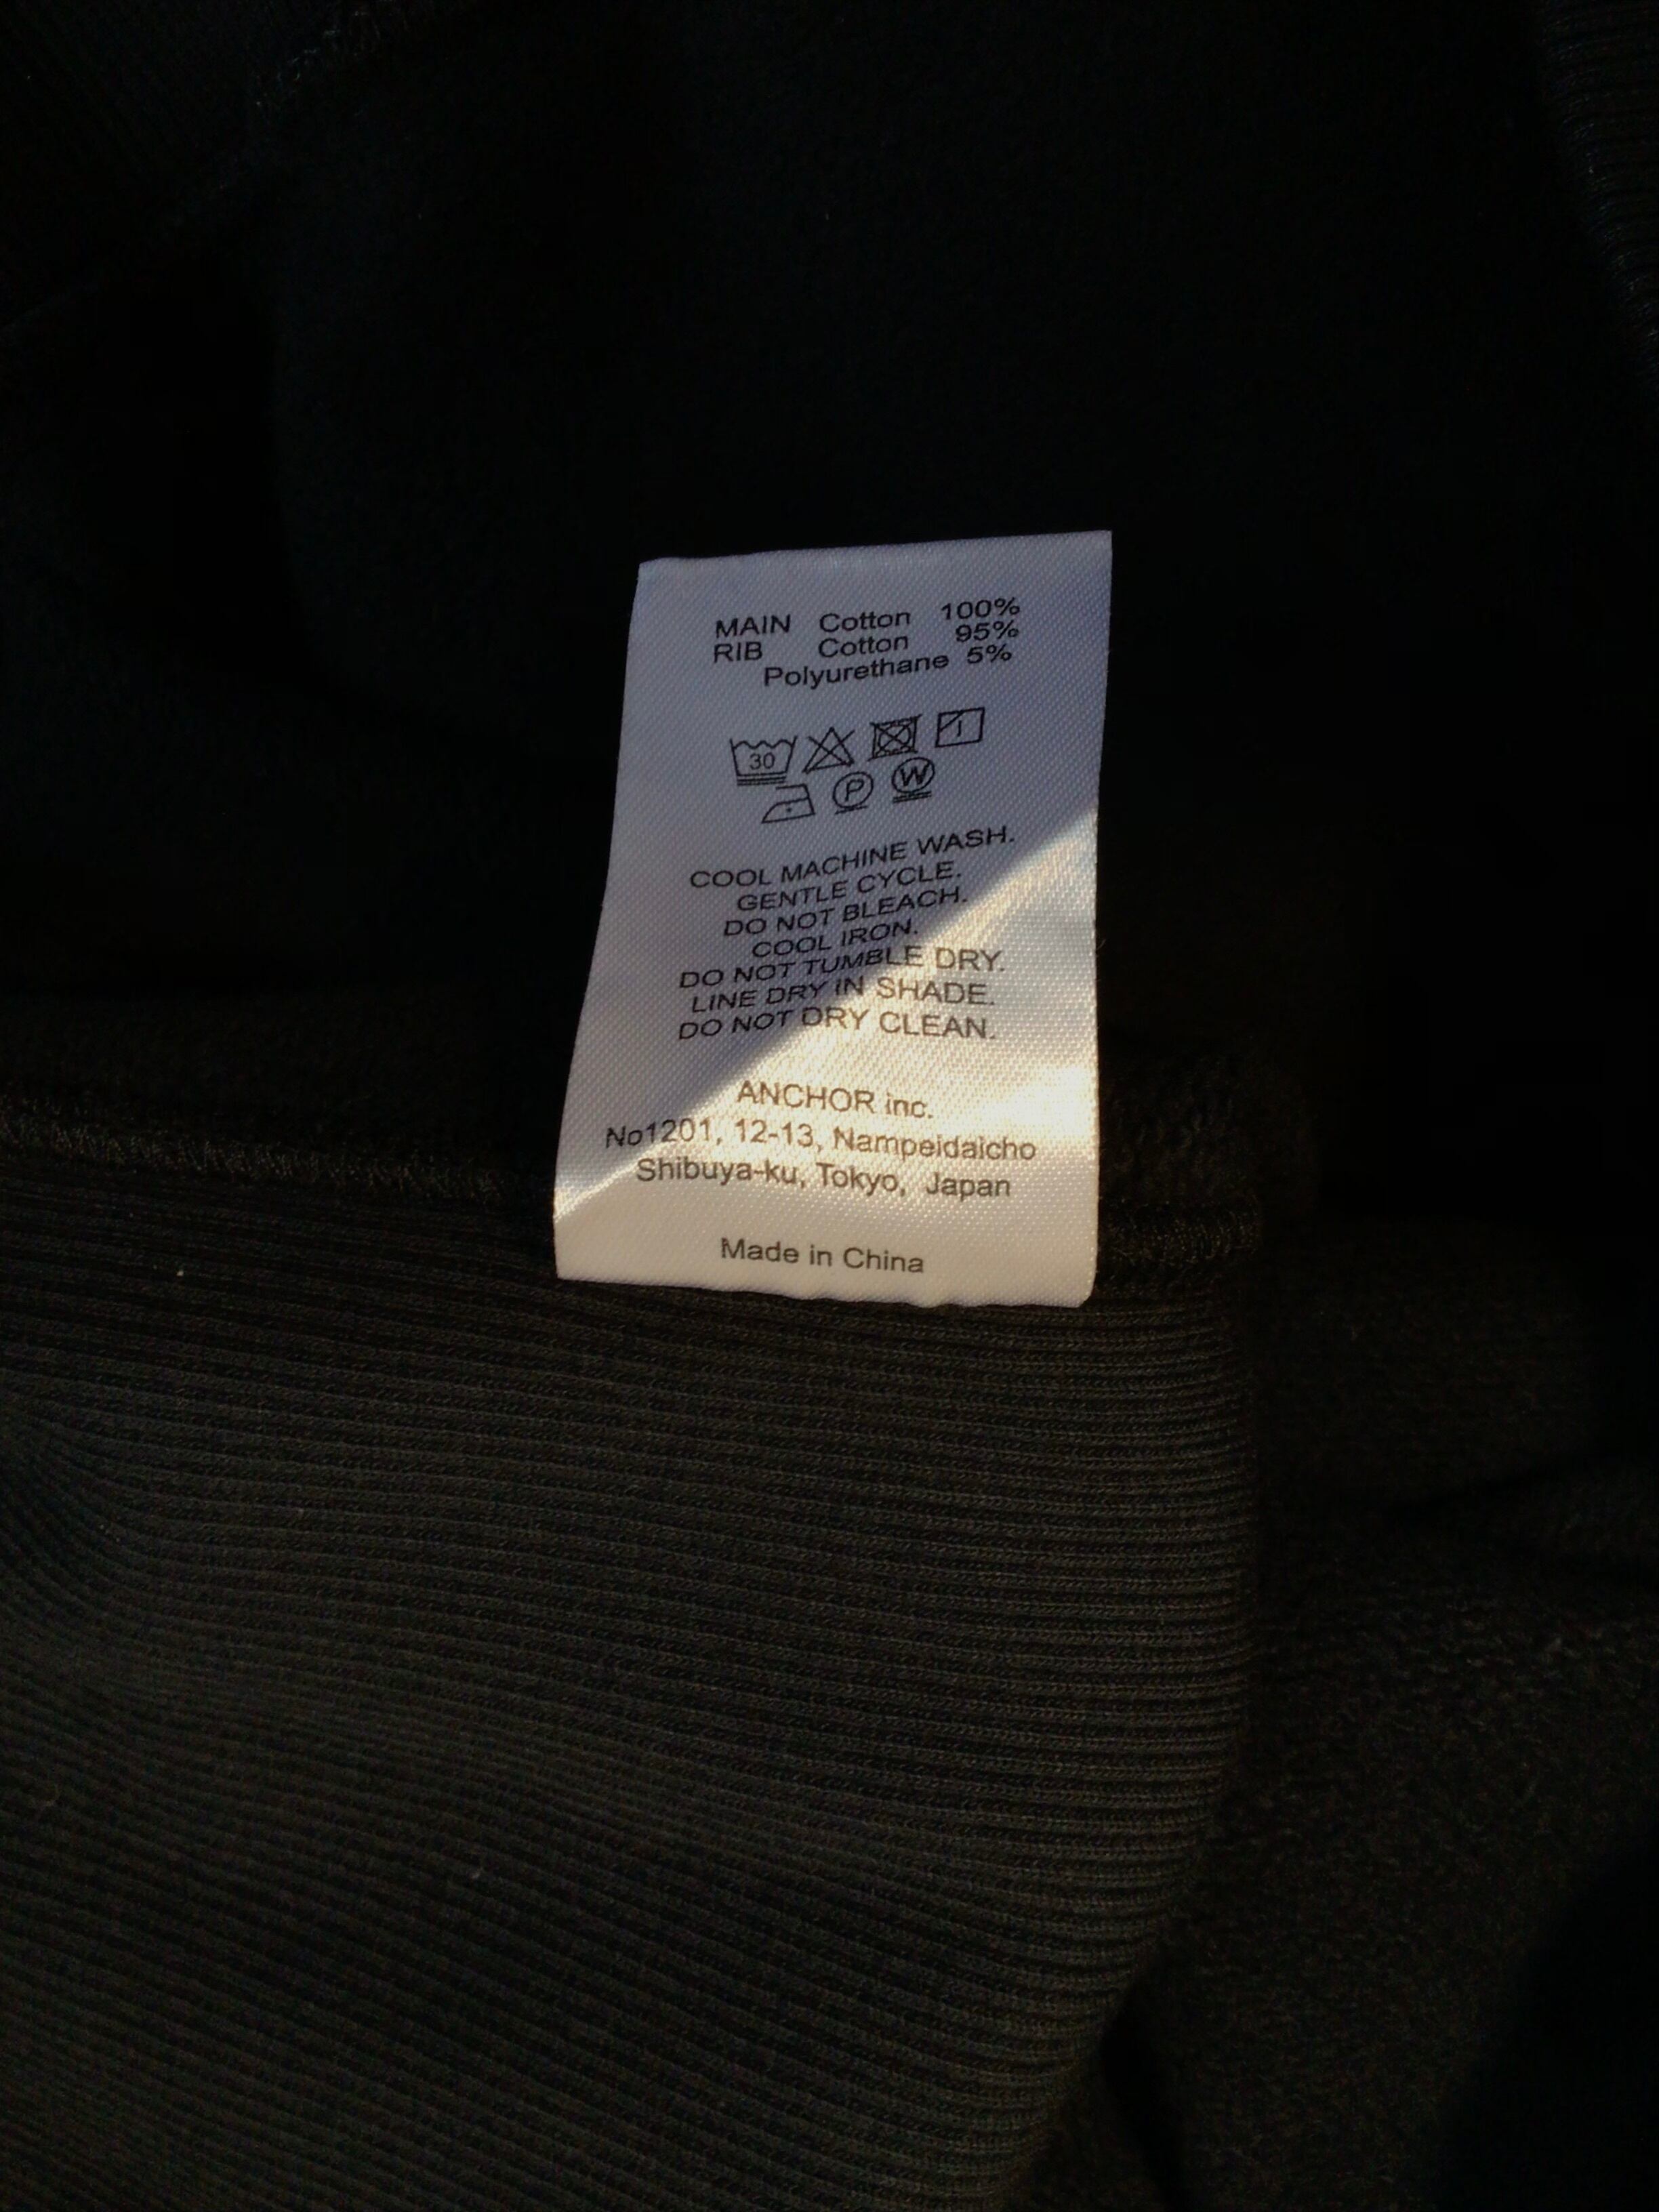 MAIN Cotton 100%
RIB Cotton 95%
Polyurethane 5%
30
P W
COOL MACHINE WASH.
GENTLE CYCLE.
DO NOT BLEACH.
COOL IRON.
DO NOT TUMBLE DRY.
LINE DRY IN SHADE.
DO NOT DRY CLEAN.
ANCHOR inc.
No1201, 12-13, Nampeidaicho
Shibuya-ku, Tokyo, Japan
Made in China